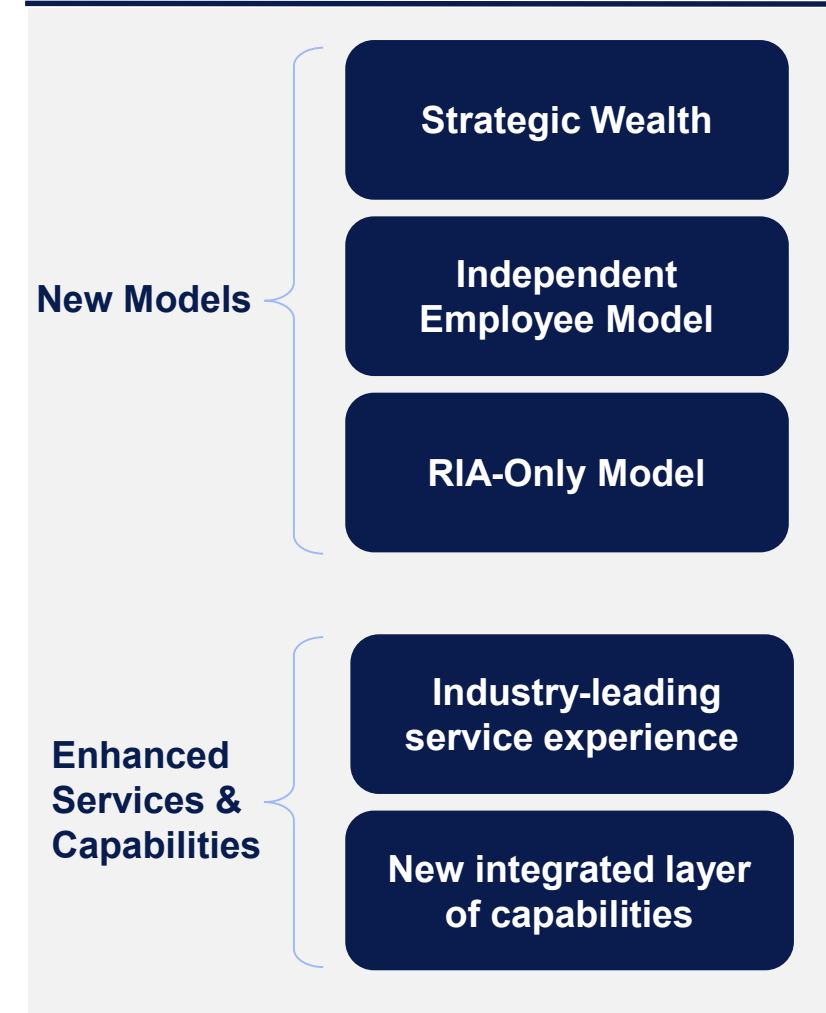 New Models
Strategic Wealth
Independent
Employee Model
RIA-Only Model
Enhanced
Services &
Capabilities
Industry-leading
service experience
New integrated layer
of capabilities